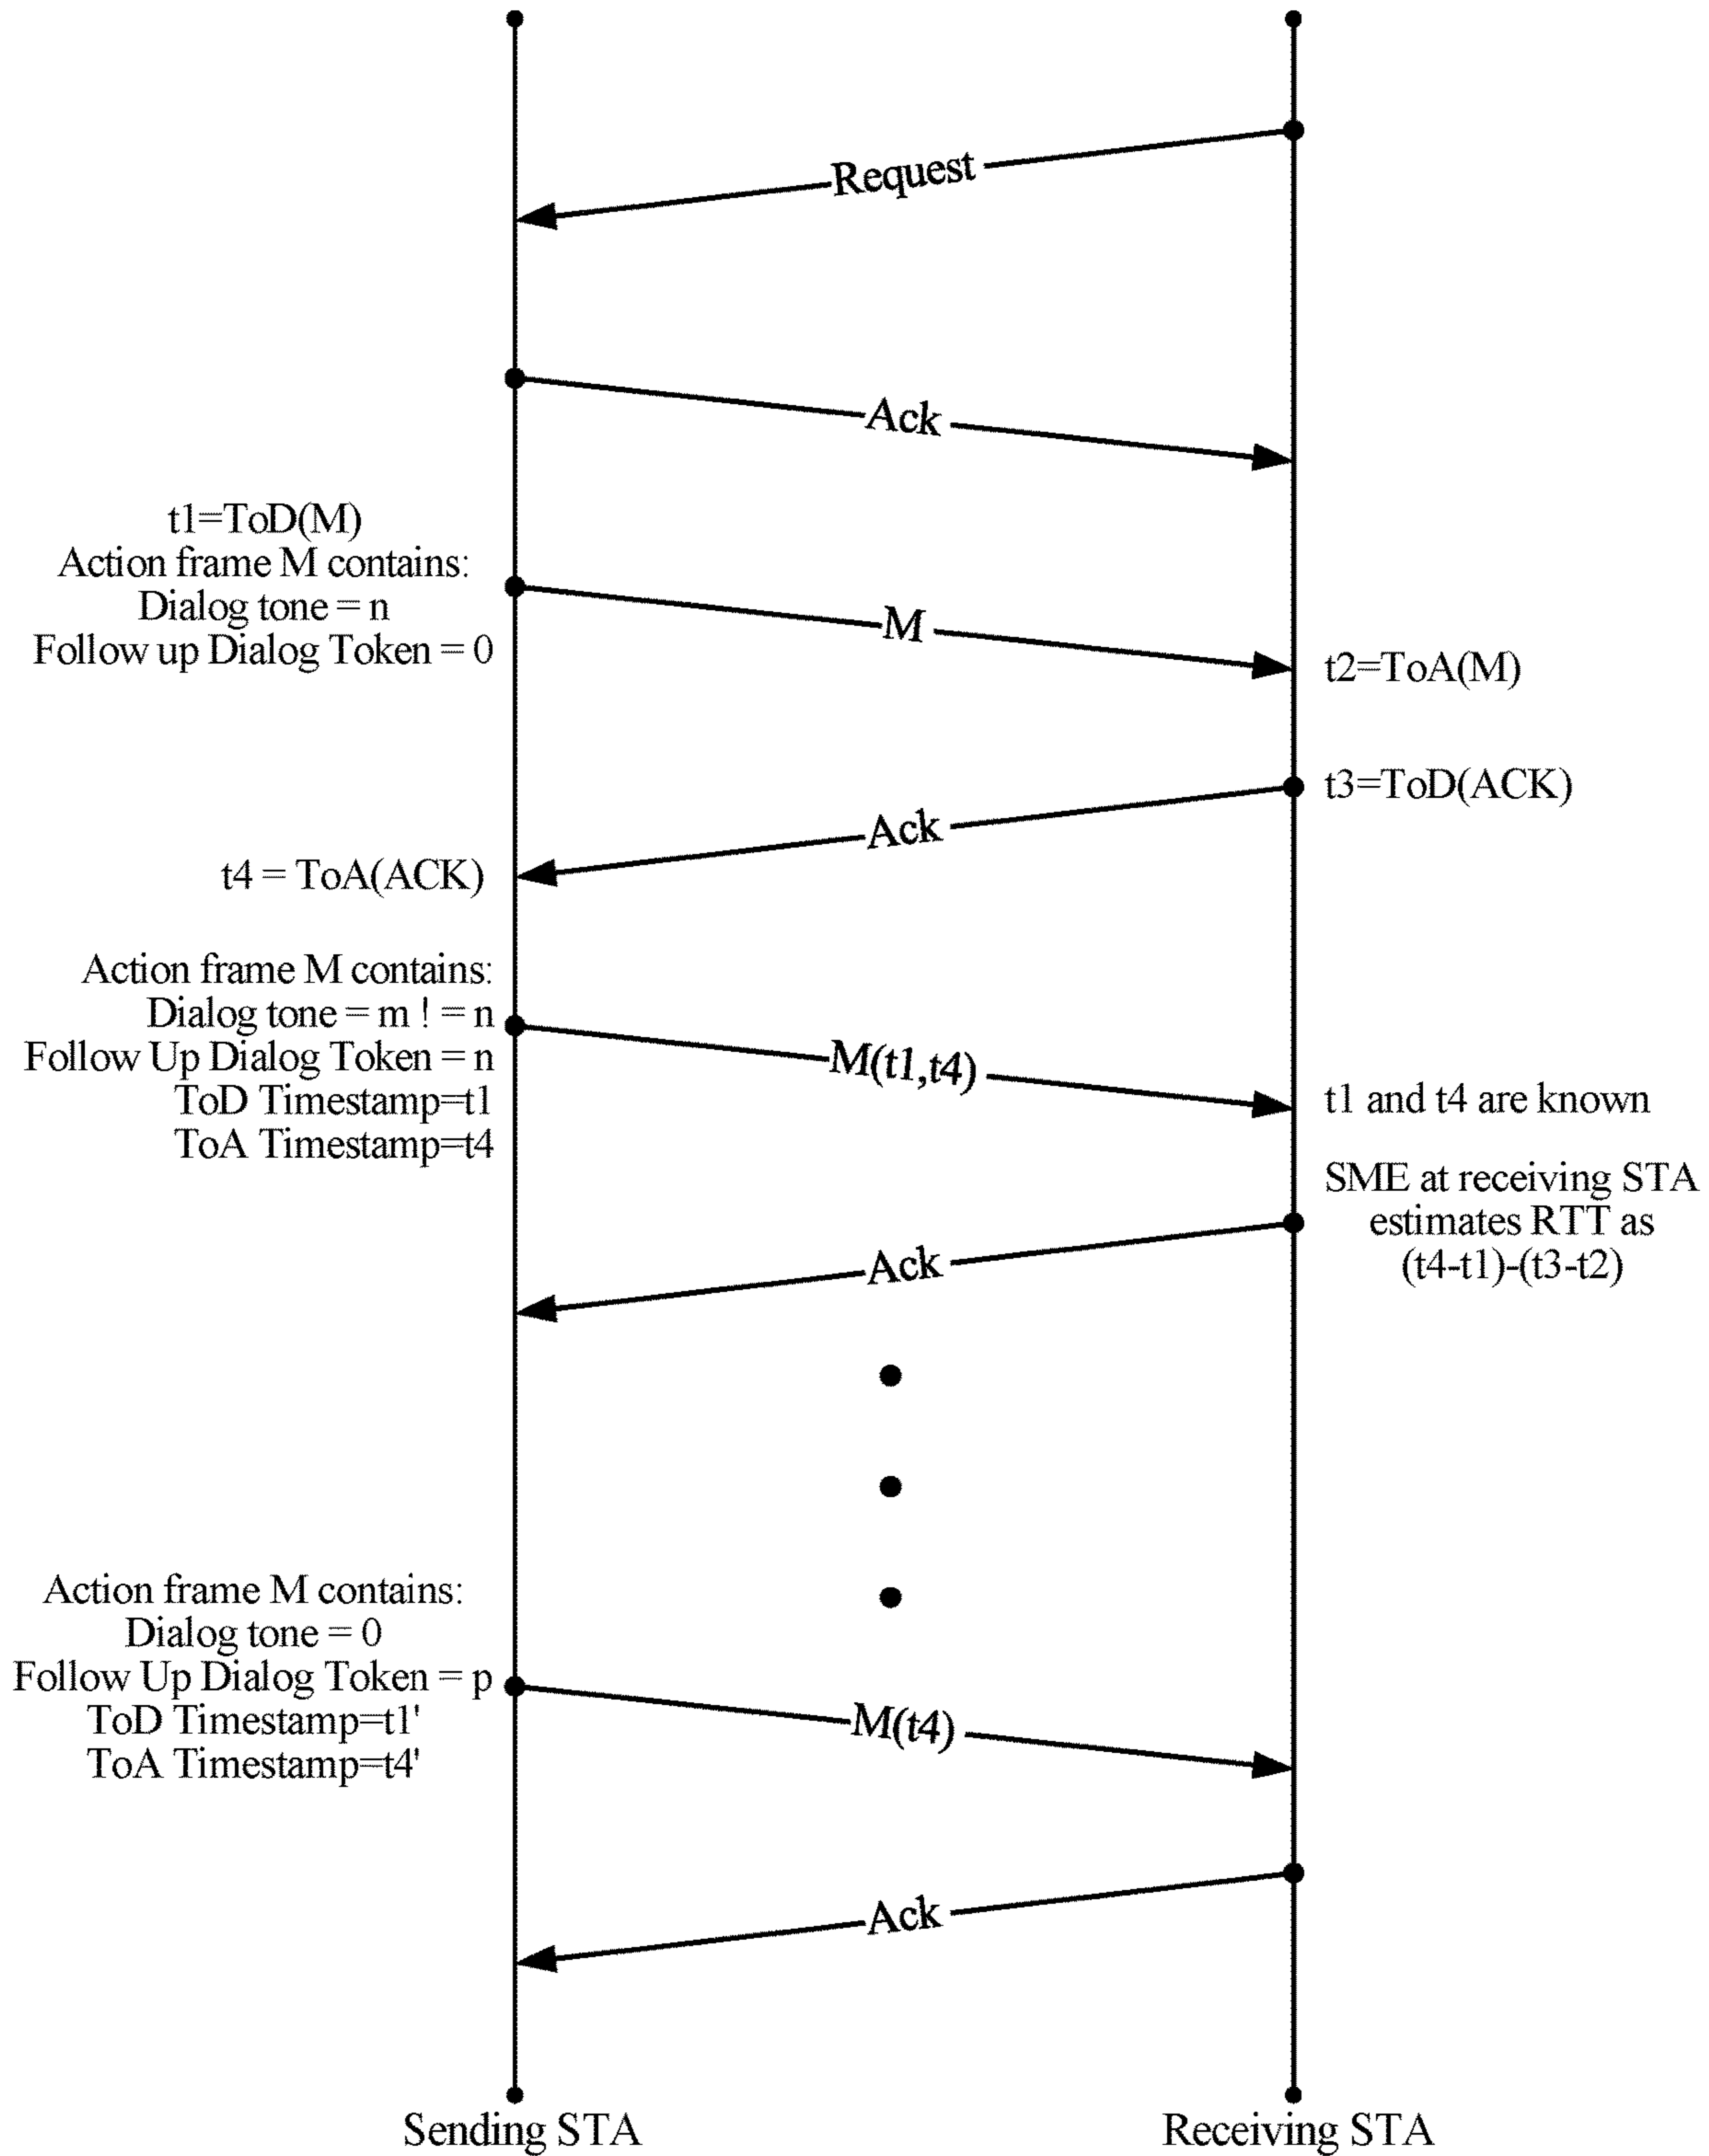 Request
Ack
t1=ToD(M)
Action frame M contains:
Dialog tone = n
Follow up Dialog Token = 0
M
t2=ToA(M)
t3=ToD(ACK)
Ack
t4 = ToA(ACK)
Action frame M contains:
Dialog tone = m ! = n
Follow Up Dialog Token = n
ToD Timestamp=t1
ToA Timestamp=t4
M(t1,t4)
t1 and t4 are known
SME at receiving STA
estimates RTT as
(t4-t1)-(t3-t2)
Ack
Action frame M contains:
Dialog tone = 0
Follow Up Dialog Token = p
ToD Timestamp=t1'
ToA Timestamp=t4'
M(t4)
Ack
Sending STA
Receiving STA